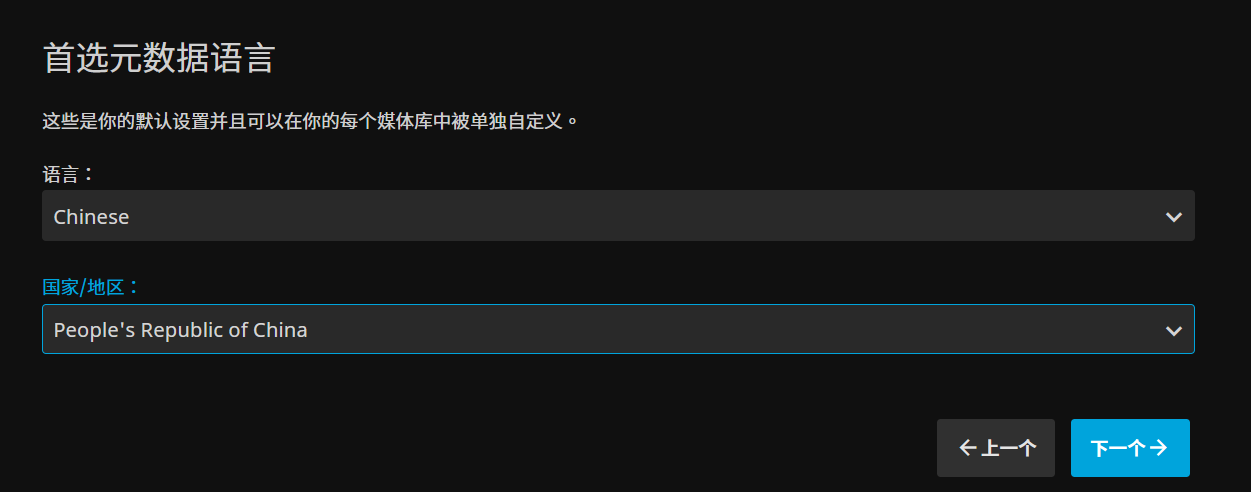 首选元数据语言
这些是你的默认设置并且可以在你的每个媒体库中被单独自定义。
语言：
Chinese
国家/地区：
People's Republic of China
←上一个 下一个→